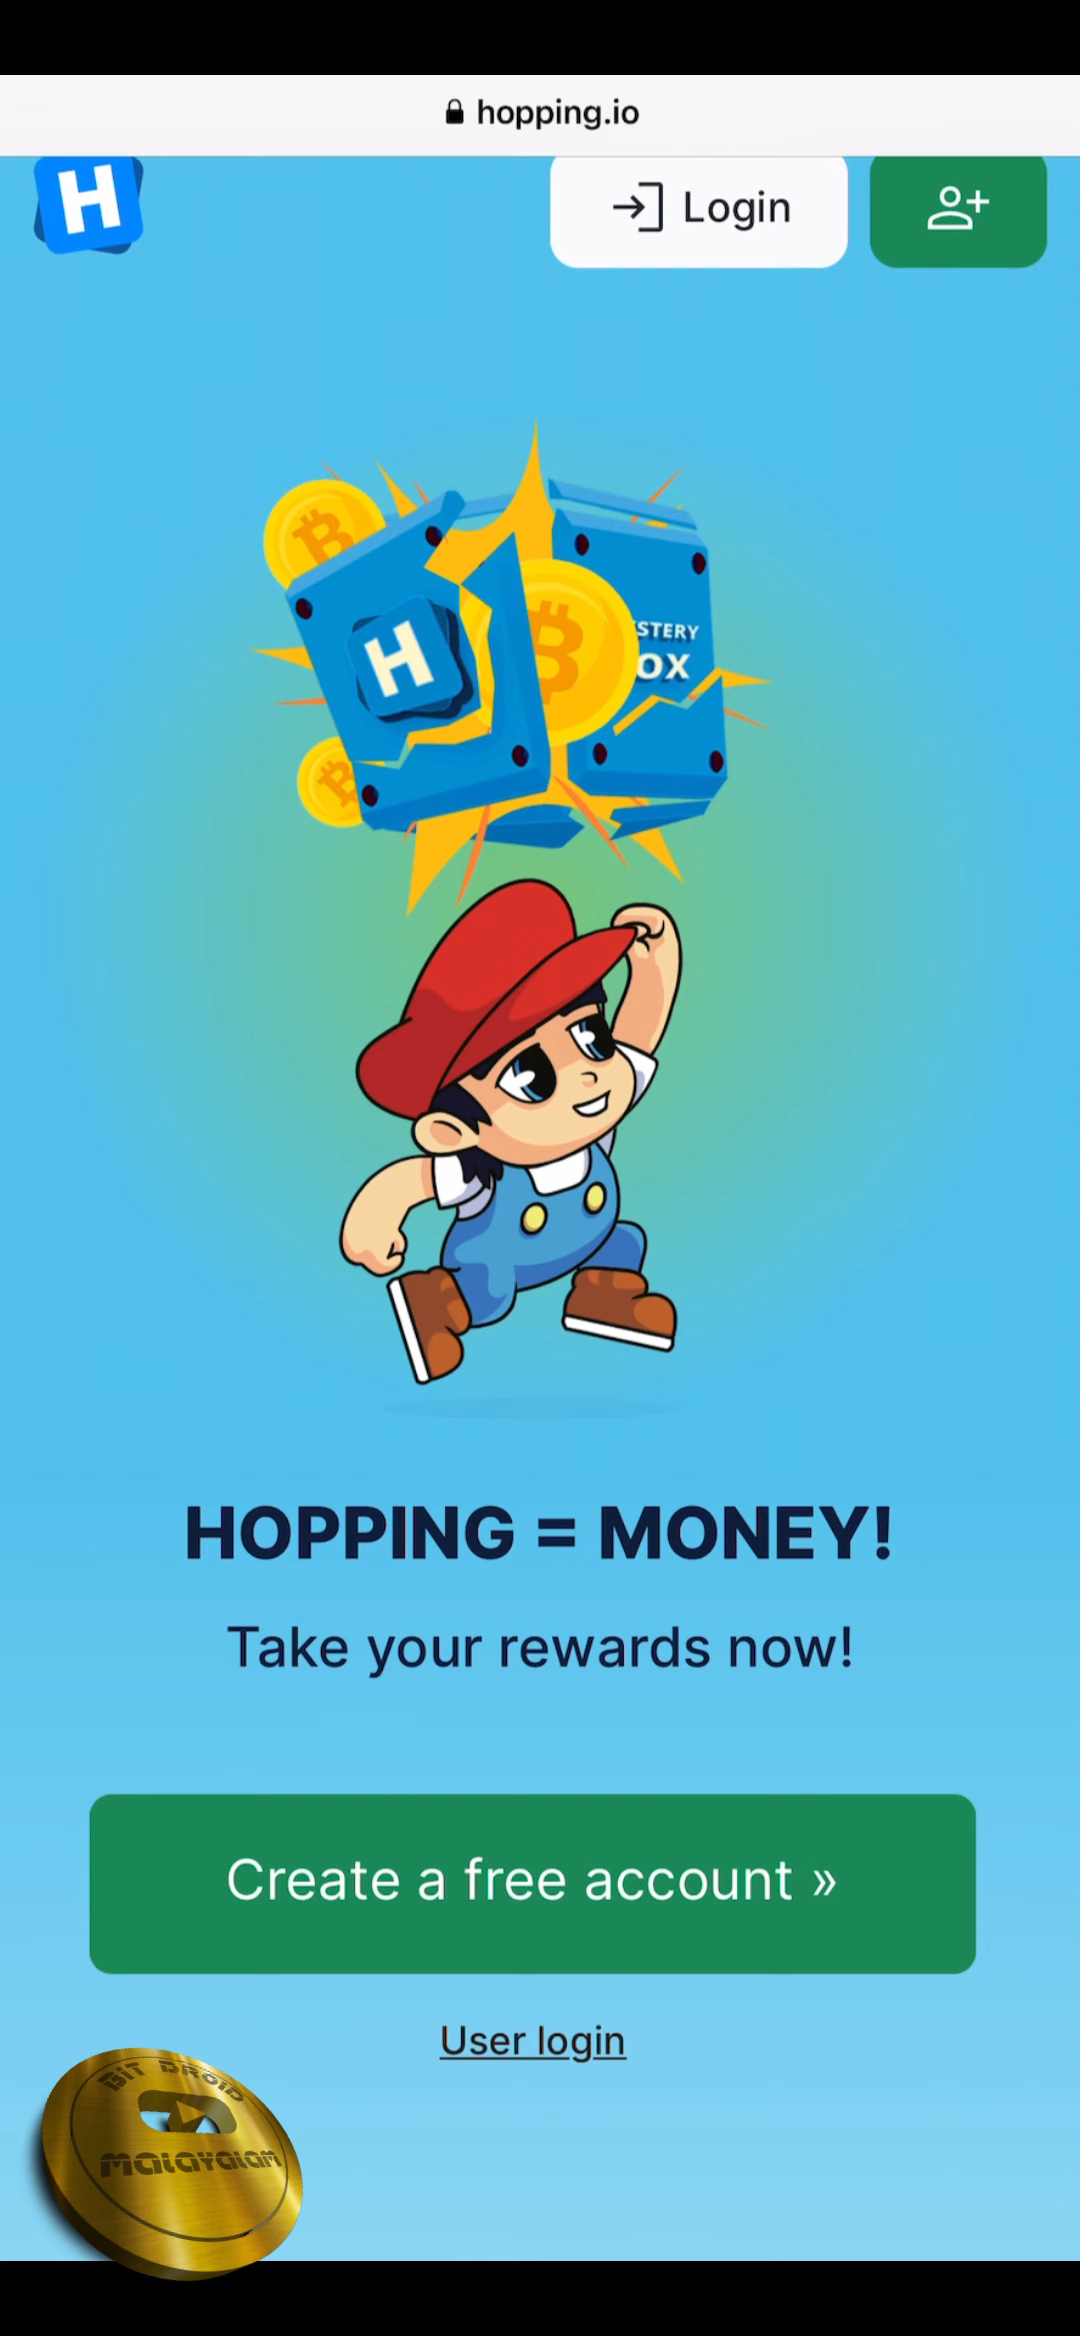 hopping.io
H
Login
H
STERY
OX
HOPPING = MONEY!
Take your rewards now!
Create a free account »
User login
BIT DROID
MALAYALAM